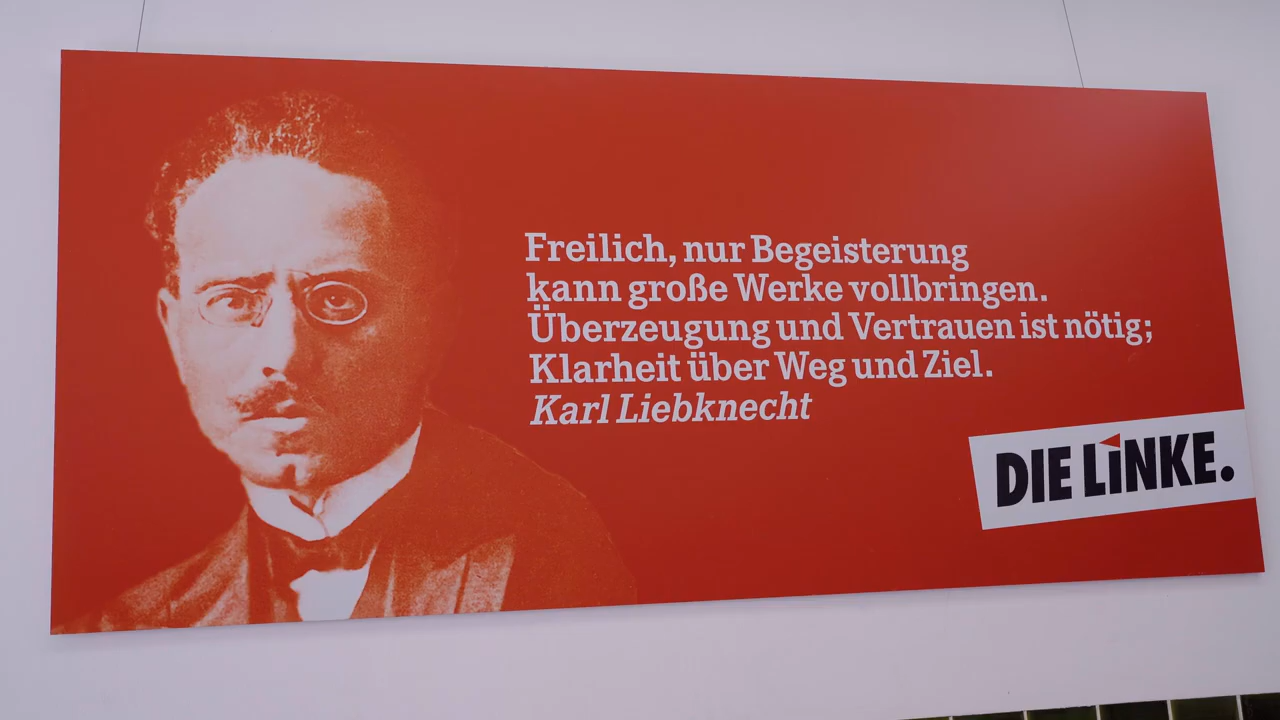 Freilich, nur Begeisterung
kann große Werke vollbringen.
Überzeugung und Vertrauen ist nötig;
Klarheit über Weg und Ziel.
Karl Liebknecht
DIE LINKE.